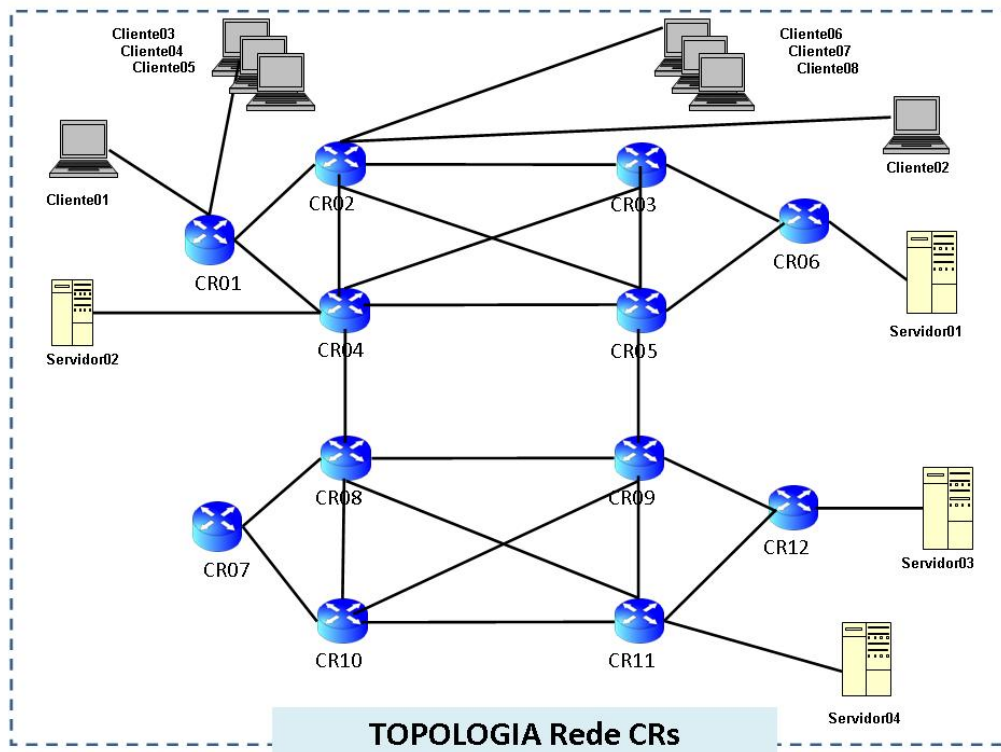 Cliente03
Cliente04
Cliente05
Cliente06
Cliente07
Cliente08
Cliente01
Cliente02
CR02
CR03
CR01
CR06
Servidor02
CR04
CR05
Servidor01
CR08
CR09
CR07
CR12
Servidor03
CR10
CR11
Servidor04
TOPOLOGIA Rede CRs